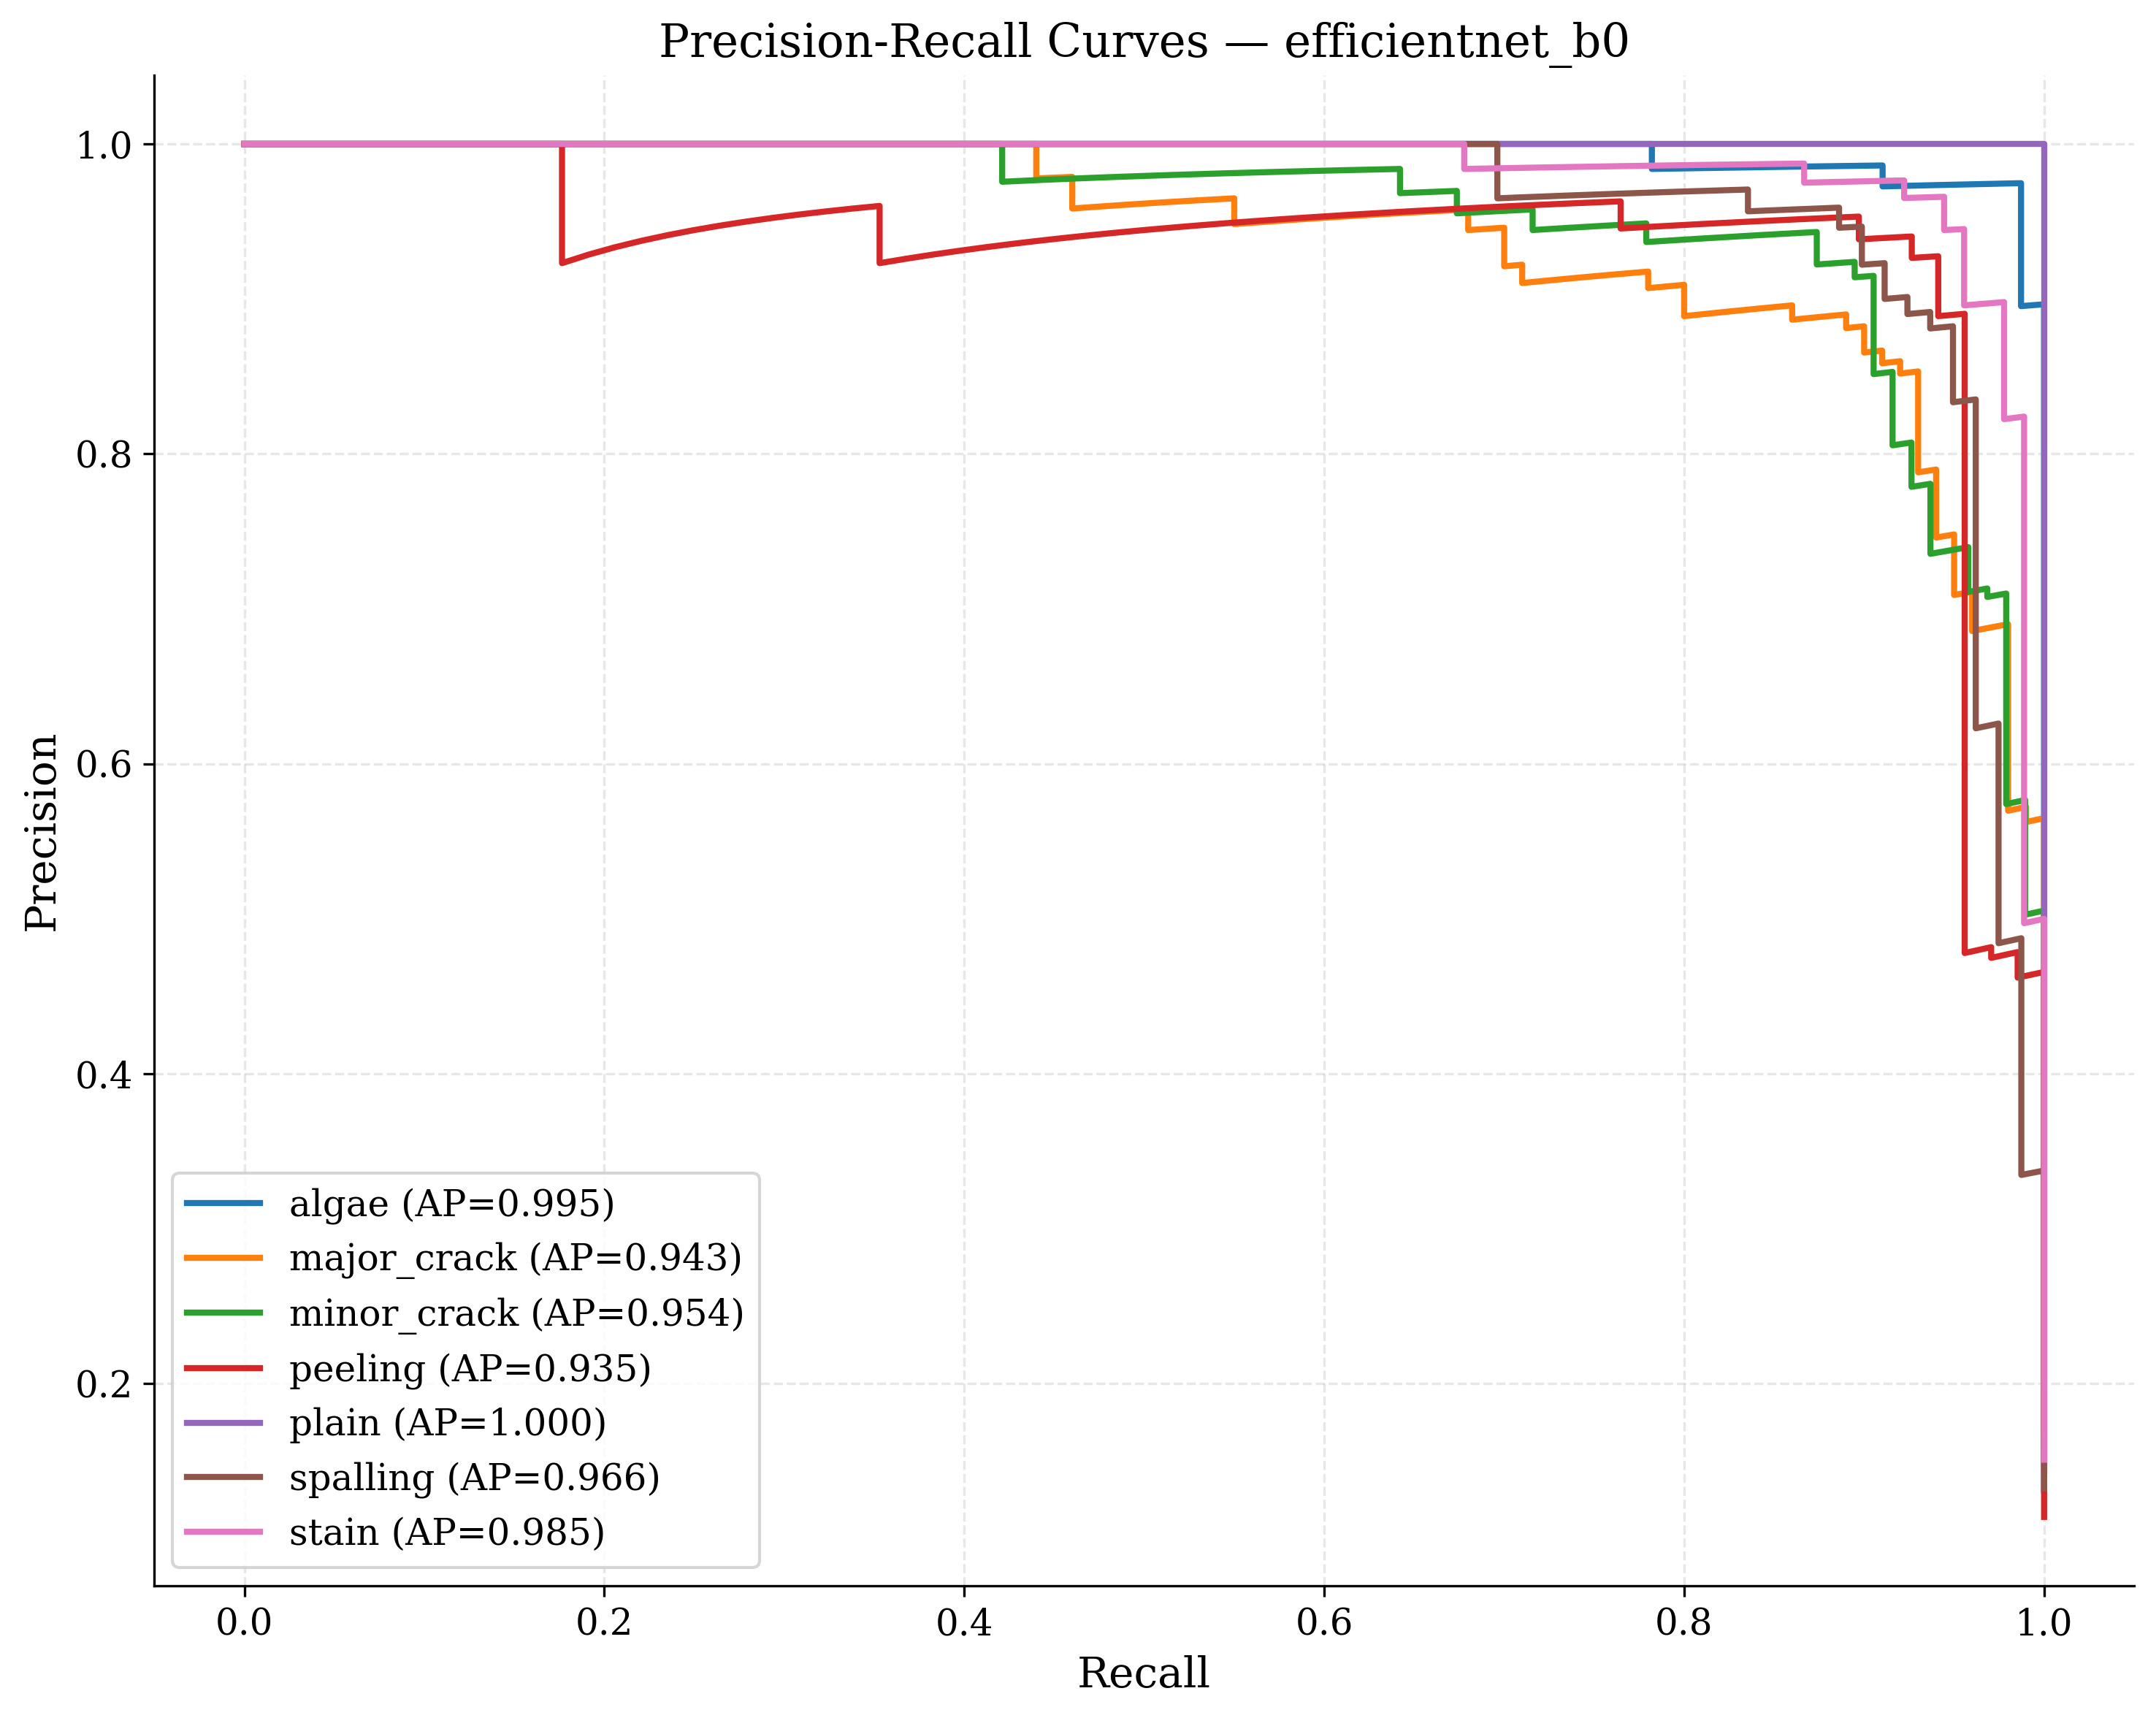 Precision-Recall Curves — efficientnet_b0
Precision
1.0
0.8
0.6
0.4
0.2
algae (AP=0.995)
major_crack (AP=0.943)
minor_crack (AP=0.954)
peeling (AP=0.935)
plain (AP=1.000)
spalling (AP=0.966)
stain (AP=0.985)
0.0 0.2 0.4 0.6 0.8 1.0
Recall